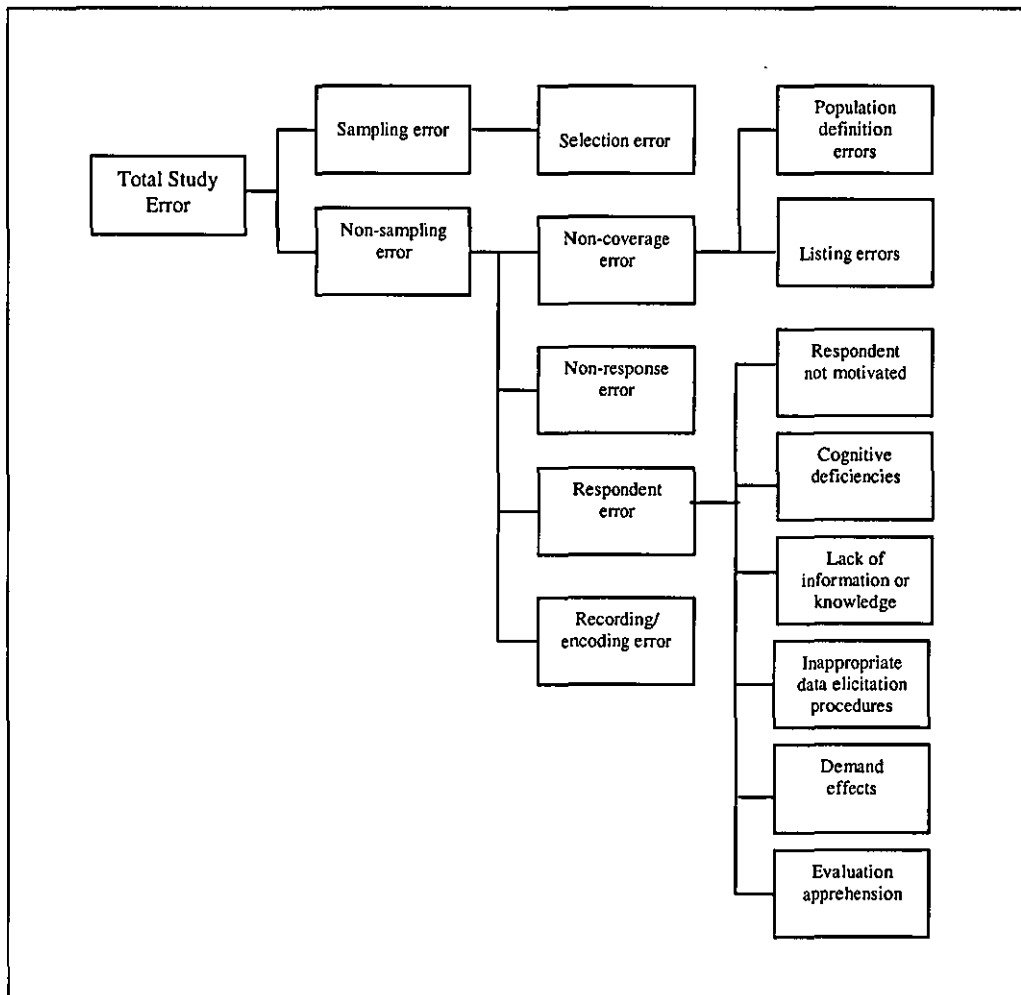 Total Study
Error
Sampling error
Non-sampling
error
Selection error
Non-coverage
error
Non-response
error
Respondent
error
Recording/
encoding error
Population
definition
errors
Listing errors
Respondent
not motivated
Cognitive
deficiencies
Lack of
information or
knowledge
Inappropriate
data elicitation
procedures
Demand
effects
Evaluation
apprehension